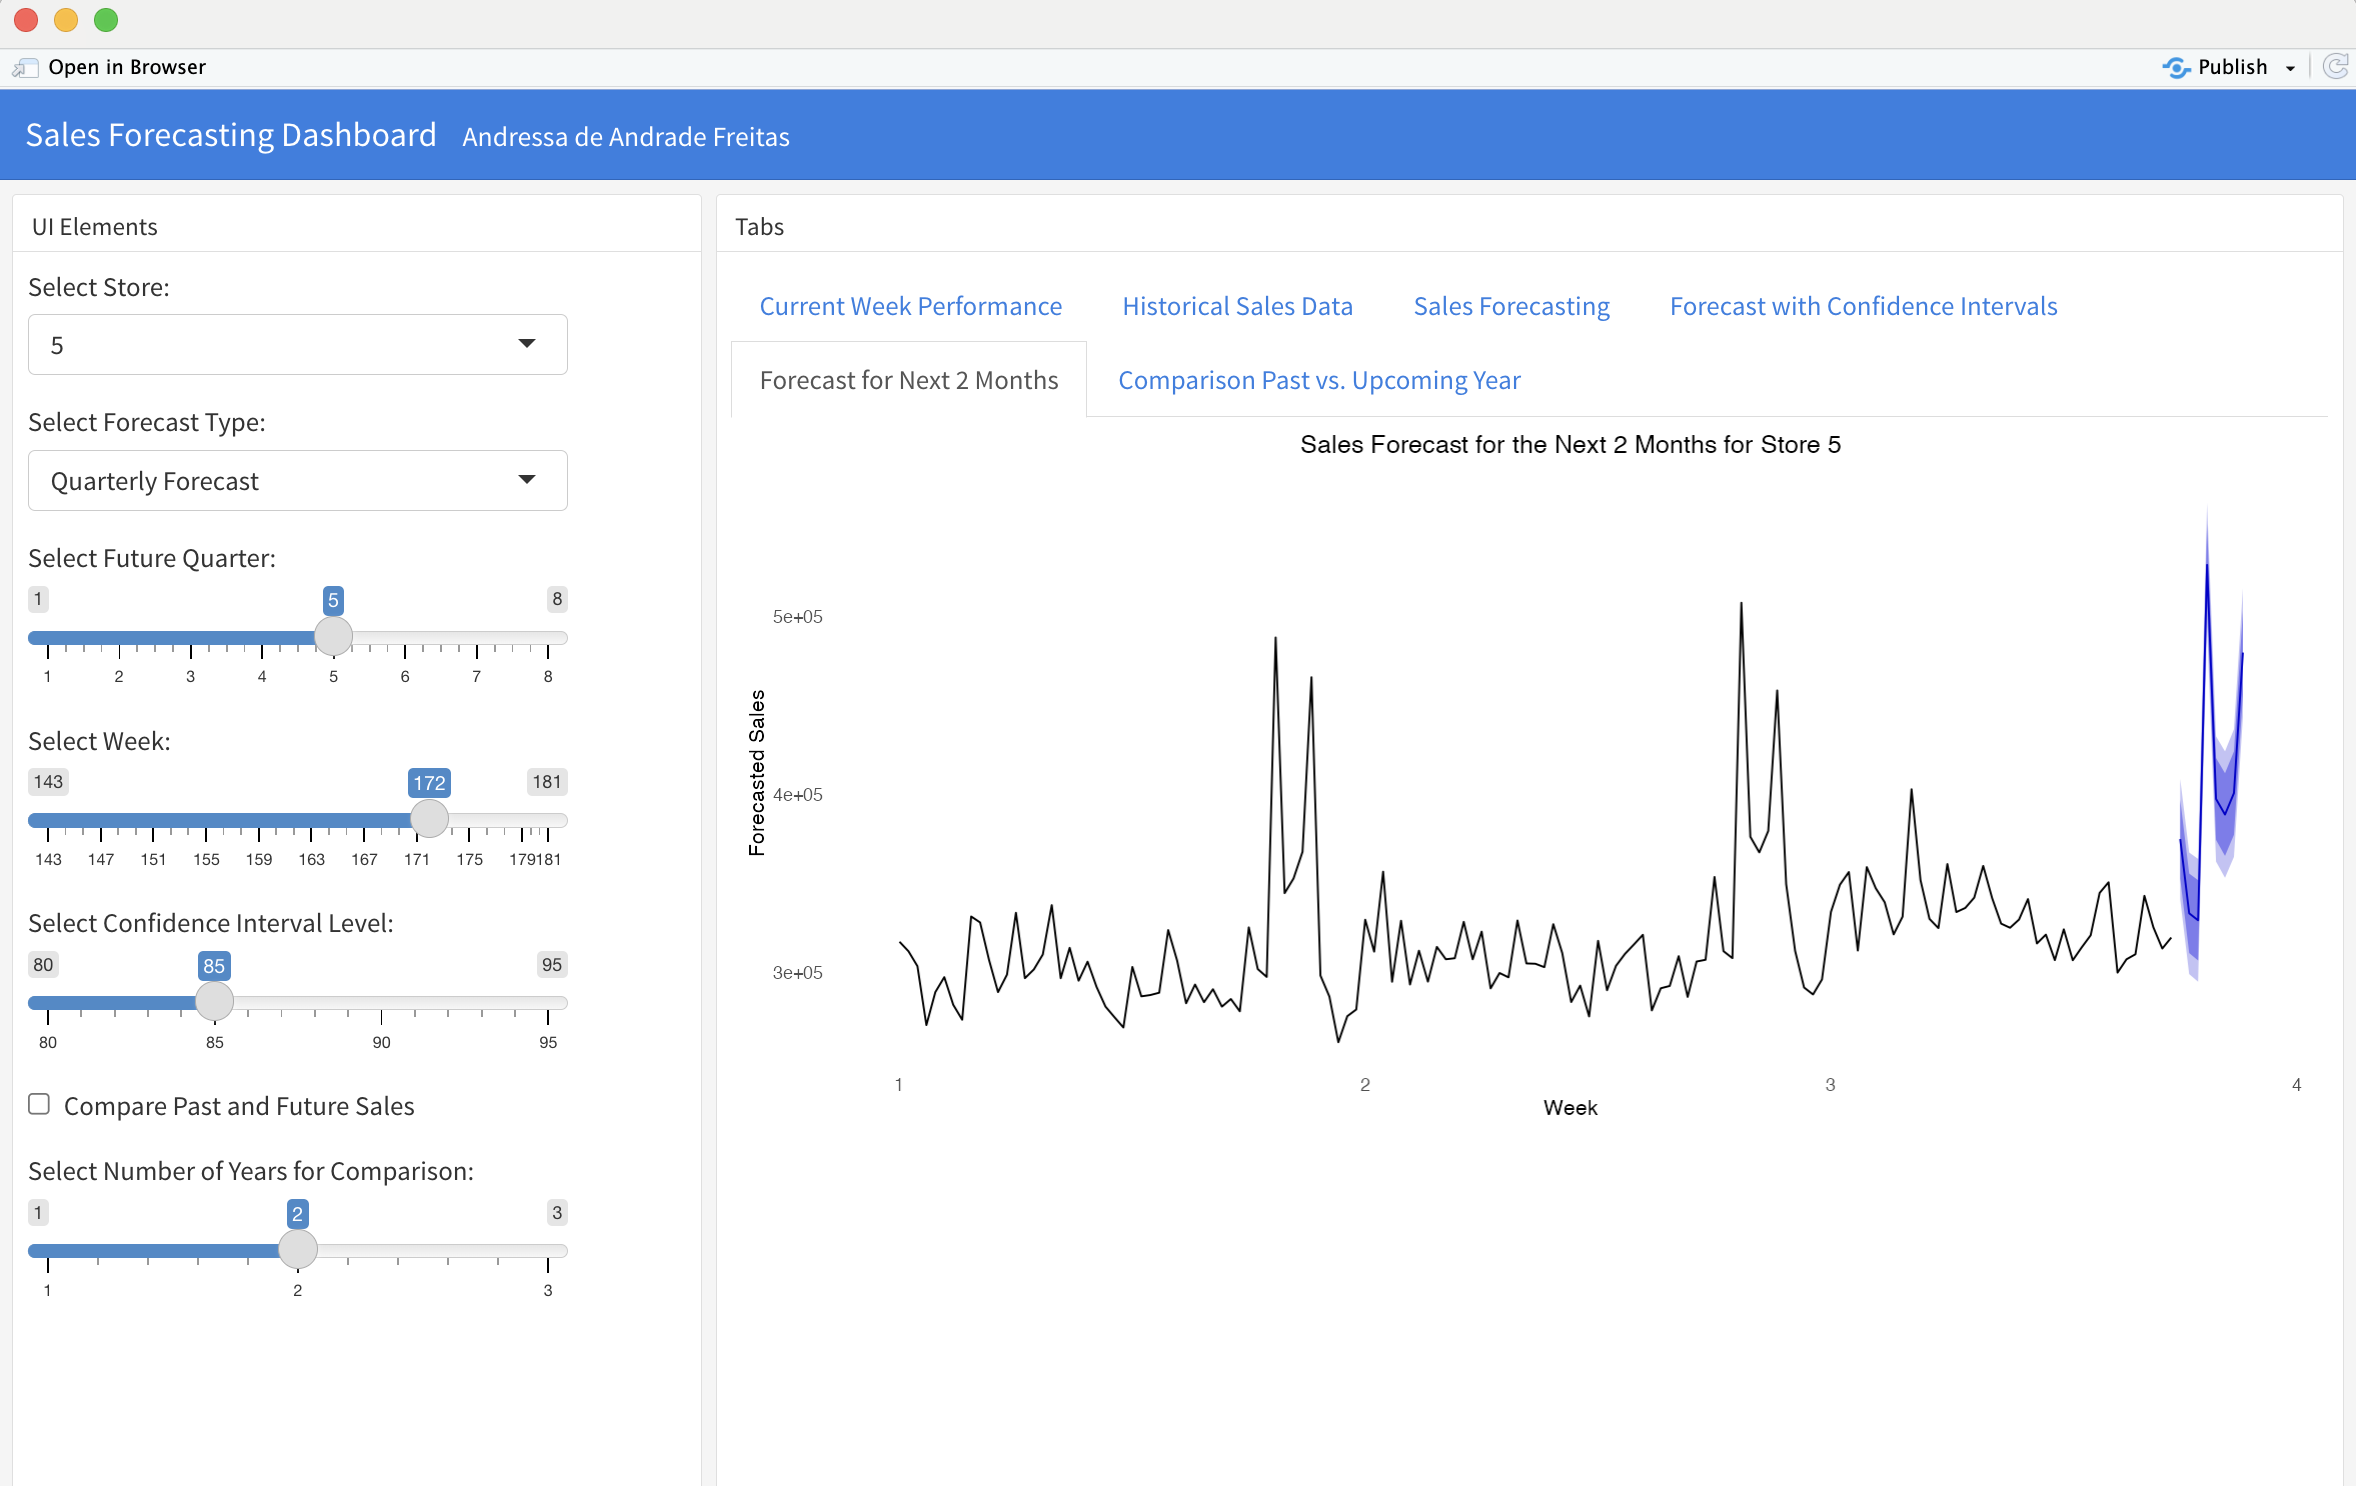 Open in Browser
Publish
Sales Forecasting Dashboard Andressa de Andrade Freitas
UI Elements
Select Store:
5
Select Forecast Type:
Quarterly Forecast
Select Future Quarter:
1 5 8
1 2 3 4 5 6 7 8
Select Week:
143 172 181
143 147 151 155 159 163 167 171 175 179 181
Select Confidence Interval Level:
80 85 95
80 85 90 95
Compare Past and Future Sales
Select Number of Years for Comparison:
1 2 3
1 2 3
Tabs
Current Week Performance Historical Sales Data Sales Forecasting Forecast with Confidence Intervals
Forecast for Next 2 Months Comparison Past vs. Upcoming Year
Sales Forecast for the Next 2 Months for Store 5
Forecasted Sales
5e+05
4e+05
3e+05
1 2 3 4
Week